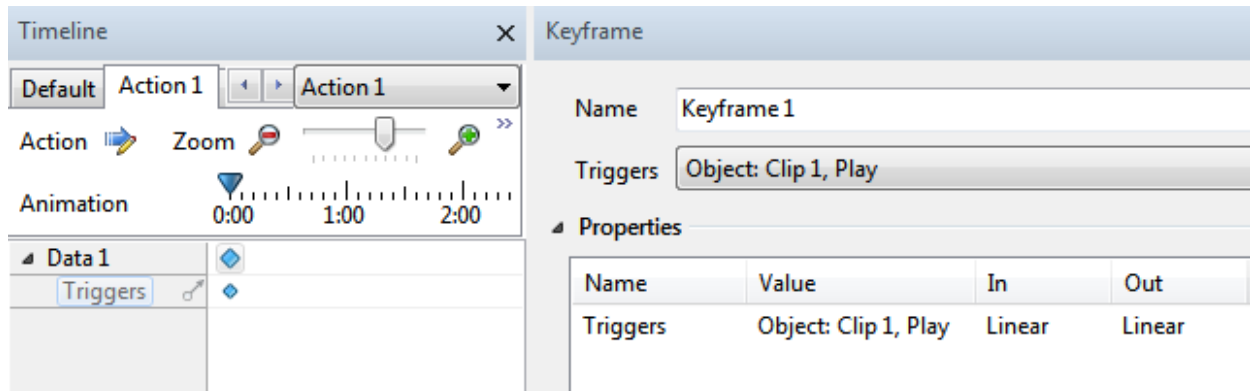 Timeline
Default Action 1 Action 1
Action Zoom
Animation 0:00 1:00 2:00
Data 1
Triggers
Keyframe
Name Keyframe 1
Triggers Object: Clip 1, Play
Properties
Name Value In Out
Triggers Object: Clip 1, Play Linear Linear